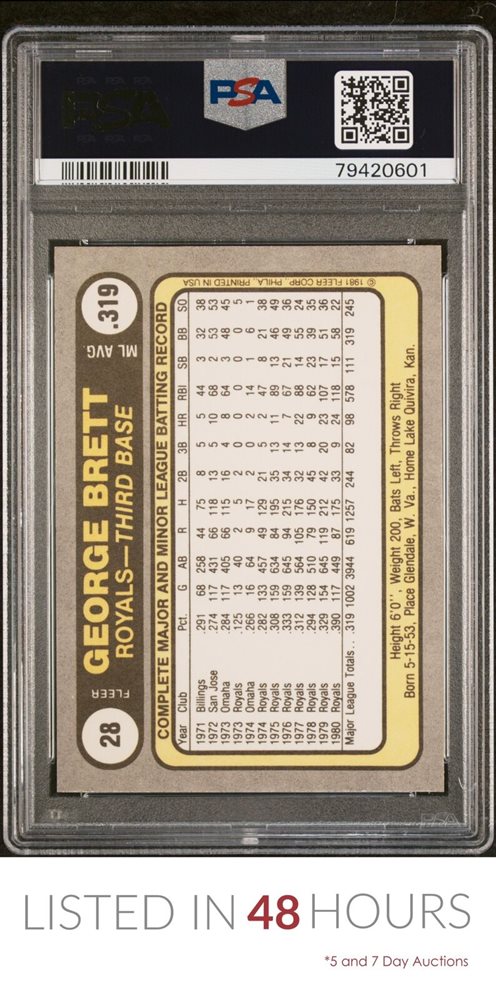 PSA
PSA
79420601
28
FLEER
GEORGE BRETT
ROYALS—THIRD BASE
ML AVG.
.319
COMPLETE MAJOR AND MINOR LEAGUE BATTING RECORD
Year Club Pct. G AB R H 2B 3B HR RBI SB BB SO
1971 Billings .291 68 258 44 75 8 5 5 44 3 32 38
1972 San Jose .274 117 431 66 118 13 5 10 68 2 53 53
1973 Omaha .284 117 405 66 115 16 4 8 64 3 48 45
1973 Royals .125 13 40 2 5 2 0 0 0 0 0 5
1974 Omaha .266 16 64 9 17 2 0 2 14 1 6 1
1974 Royals .282 133 457 49 129 21 5 2 47 8 21 38
1975 Royals .308 159 634 84 195 35 13 11 89 13 46 49
1976 Royals .333 159 645 94 215 34 14 7 67 21 49 36
1977 Royals .312 139 564 105 176 32 13 22 88 14 55 24
1978 Royals .294 128 510 79 150 45 8 9 62 23 39 35
1979 Royals .329 154 645 119 212 42 20 23 107 17 51 36
1980 Royals .390 117 449 87 175 33 9 24 118 15 58 22
Major League Totals. . .319 1002 3944 619 1257 244 82 98 578 111 319 245
© 1981 FLEER CORP., PHILA., PRINTED IN USA
Height 6'0", Weight 200, Bats Left, Throws Right
Born 5-15-53, Place Glendale, W. Va., Home Lake Quivira, Kan.
PSA
LISTED IN 48 HOURS
*5 and 7 Day Auctions